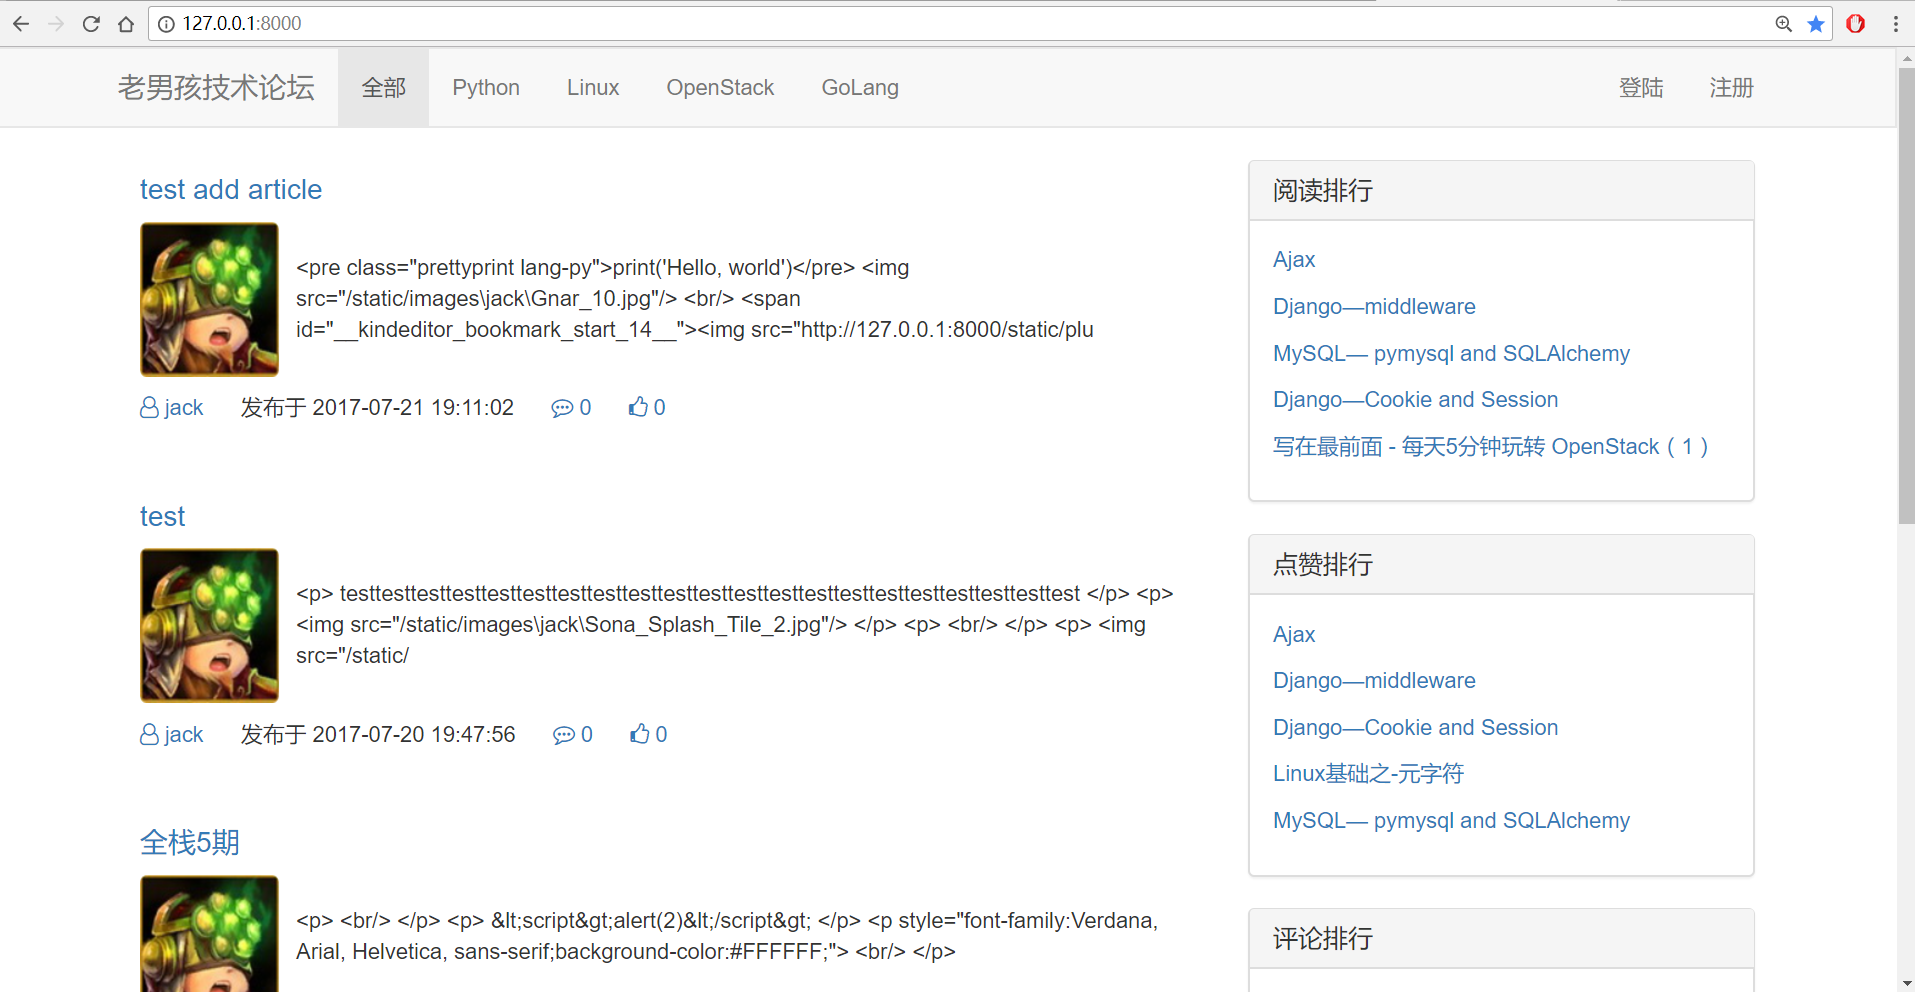 127.0.0.1:8000
老男孩技术论坛 全部 Python Linux OpenStack GoLang 登陆 注册
test add article
<pre class="prettyprint lang-py">print('Hello, world')</pre> <img
src="/static/images\jack\Gnar_10.jpg"/> <br/> <span
id="__kindeditor_bookmark_start_14__"><img src="http://127.0.0.1:8000/static/plu
jack 发布于 2017-07-21 19:11:02 0 0
test
<p> testtesttesttesttesttesttesttesttesttesttesttesttesttesttesttesttesttesttesttesttest </p> <p>
<img src="/static/images\jack\Sona_Splash_Tile_2.jpg"/> </p> <p> <br/> </p> <p> <img
src="/static/
jack 发布于 2017-07-20 19:47:56 0 0
全栈5期
<p> <br/> </p> <p> &lt;script&gt;alert(2)&lt;/script&gt; </p> <p style="font-family:Verdana,
Arial, Helvetica, sans-serif;background-color:#FFFFFF;"> <br/> </p>
阅读排行
Ajax
Django—middleware
MySQL— pymysql and SQLAlchemy
Django—Cookie and Session
写在最前面 - 每天5分钟玩转 OpenStack（1）
点赞排行
Ajax
Django—middleware
Django—Cookie and Session
Linux基础之-元字符
MySQL— pymysql and SQLAlchemy
评论排行